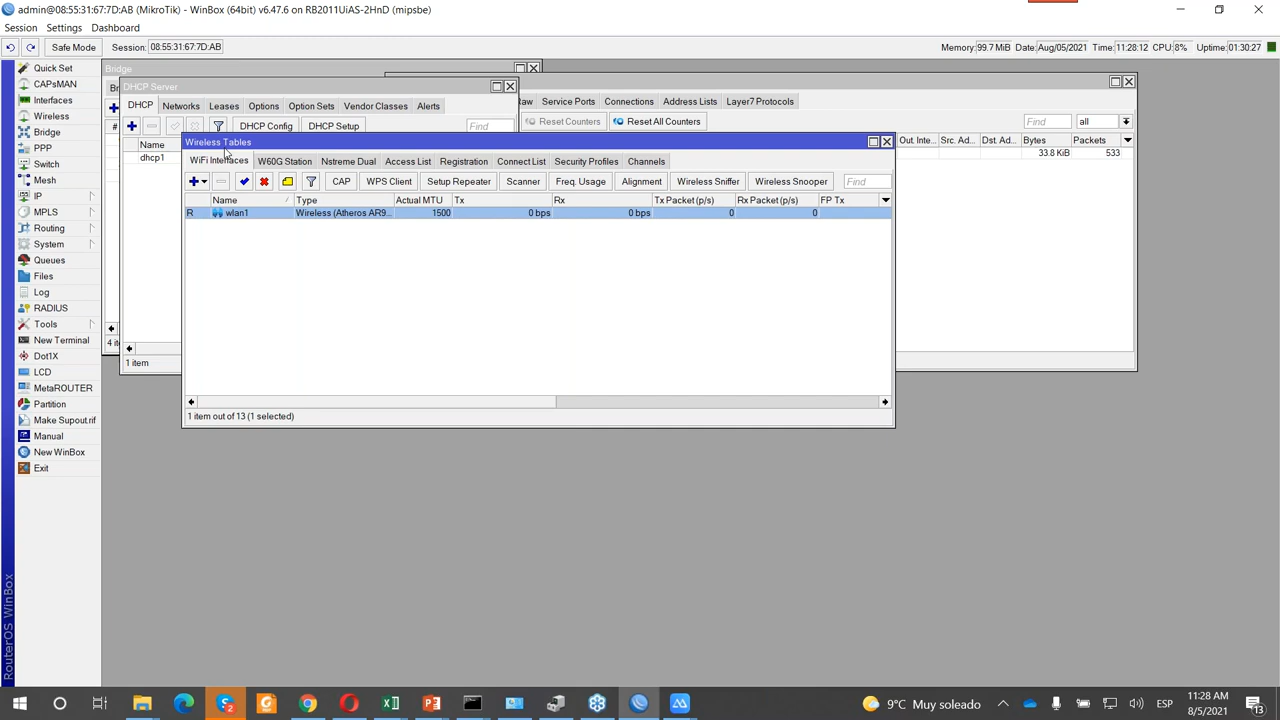 admin@08:55:31:67:7D:AB (MikroTik) - WinBox (64bit) v6.47.6 on RB2011UiAS-2HnD (mipsbe)
Session Settings Dashboard
Safe Mode Session: 08:55:31:67:7D:AB Memory: 99.7 MiB Date: Aug/05/2021 Time: 11:28:12 CPU: 8% Uptime: 01:30:27
Quick Set
CAPsMAN
Interfaces
Wireless
Bridge
PPP
Switch
Mesh
IP
MPLS
Routing
System
Queues
Files
Log
RADIUS
Tools
New Terminal
Dot1X
LCD
MetaROUTER
Partition
Make Supout.rif
Manual
New WinBox
Exit
RouterOS WinBox
Bridge
Br
#
4 ite
DHCP Server
DHCP Networks Leases Options Option Sets Vendor Classes Alerts
DHCP Config DHCP Setup Find
Name
dhcp1
1 item
Raw Service Ports Connections Address Lists Layer7 Protocols
Reset Counters Reset All Counters Find all
Out. Inte... Src. Ad... Dst. Ad... Bytes Packets
33.8 KiB 533
Wireless Tables
WiFi Interfaces W60G Station Nstreme Dual Access List Registration Connect List Security Profiles Channels
CAP WPS Client Setup Repeater Scanner Freq. Usage Alignment Wireless Sniffer Wireless Snooper Find
Name / Type Actual MTU Tx Rx Tx Packet (p/s) Rx Packet (p/s) FP Tx
R wlan1 Wireless (Atheros AR9... 1500 0 bps 0 bps 0 0
1 item out of 13 (1 selected)
9°C Muy soleado ESP 11:28 AM
8/5/2021 13